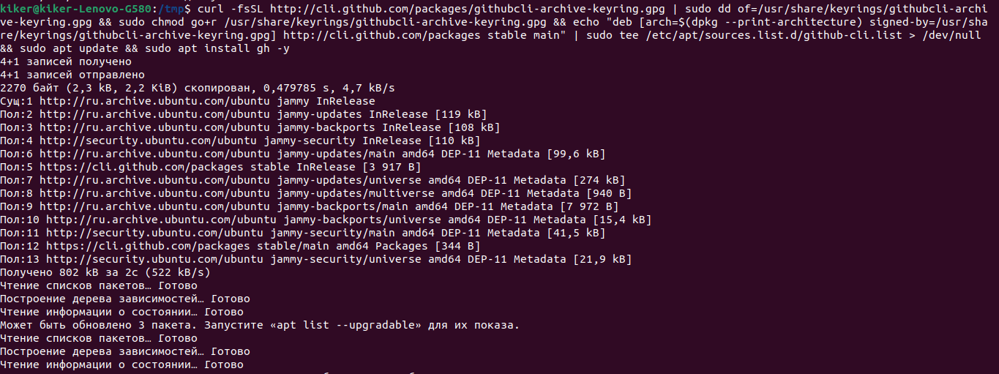 kiker@kiker-Lenovo-G580:/tmp$ curl -fsSL http://cli.github.com/packages/githubcli-archive-keyring.gpg | sudo dd of=/usr/share/keyrings/githubcli-archi
ve-keyring.gpg && sudo chmod go+r /usr/share/keyrings/githubcli-archive-keyring.gpg && echo "deb [arch=$(dpkg --print-architecture) signed-by=/usr/sha
re/keyrings/githubcli-archive-keyring.gpg] http://cli.github.com/packages stable main" | sudo tee /etc/apt/sources.list.d/github-cli.list > /dev/null
&& sudo apt update && sudo apt install gh -y
4+1 записей получено
4+1 записей отправлено
2270 байт (2,3 kB, 2,2 KiB) скопирован, 0,479785 s, 4,7 kB/s
Сущ:1 http://ru.archive.ubuntu.com/ubuntu jammy InRelease
Пол:2 http://ru.archive.ubuntu.com/ubuntu jammy-updates InRelease [119 kB]
Пол:3 http://ru.archive.ubuntu.com/ubuntu jammy-backports InRelease [108 kB]
Пол:4 http://security.ubuntu.com/ubuntu jammy-security InRelease [110 kB]
Пол:6 http://ru.archive.ubuntu.com/ubuntu jammy-updates/main amd64 DEP-11 Metadata [99,6 kB]
Пол:5 https://cli.github.com/packages stable InRelease [3 917 B]
Пол:7 http://ru.archive.ubuntu.com/ubuntu jammy-updates/universe amd64 DEP-11 Metadata [274 kB]
Пол:8 http://ru.archive.ubuntu.com/ubuntu jammy-updates/multiverse amd64 DEP-11 Metadata [940 B]
Пол:9 http://ru.archive.ubuntu.com/ubuntu jammy-backports/main amd64 DEP-11 Metadata [7 972 B]
Пол:10 http://ru.archive.ubuntu.com/ubuntu jammy-backports/universe amd64 DEP-11 Metadata [15,4 kB]
Пол:11 http://security.ubuntu.com/ubuntu jammy-security/main amd64 DEP-11 Metadata [41,5 kB]
Пол:12 https://cli.github.com/packages stable/main amd64 Packages [344 B]
Пол:13 http://security.ubuntu.com/ubuntu jammy-security/universe amd64 DEP-11 Metadata [21,9 kB]
Получено 802 kB за 2с (522 kB/s)
Чтение списков пакетов… Готово
Построение дерева зависимостей… Готово
Чтение информации о состоянии… Готово
Может быть обновлено 3 пакета. Запустите «apt list --upgradable» для их показа.
Чтение списков пакетов… Готово
Построение дерева зависимостей… Готово
Чтение информации о состоянии… Готово